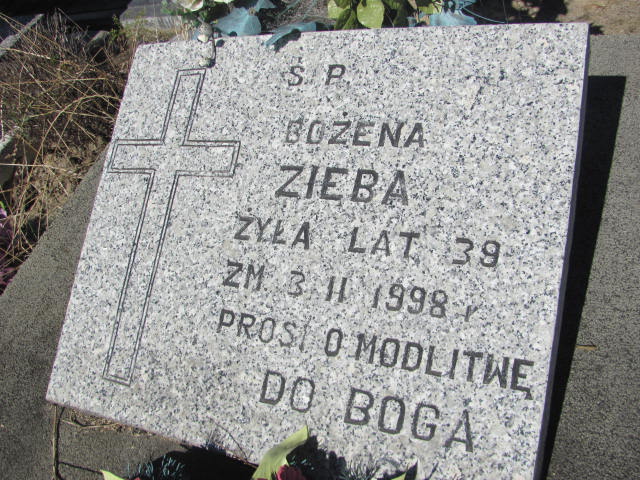 Ś P
BOŻENA
ZIEBA
ŻYŁA LAT 39
ZM 3 II 1998 r
PROSI O MODLITWĘ
DO BOGA